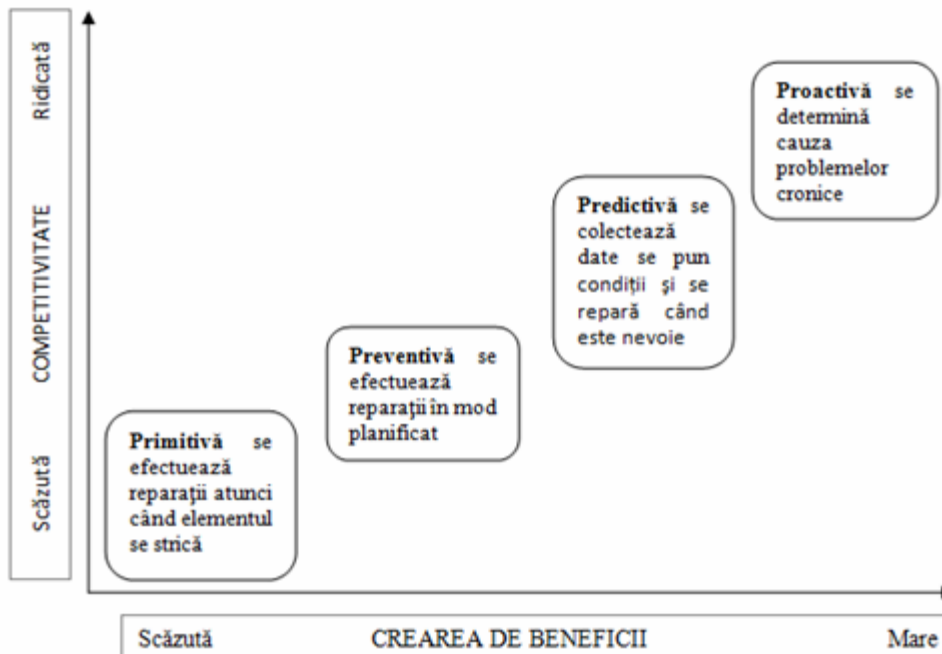 Ridicată
COMPETITIVITATE
Scăzută
Proactivă se
determină
cauza
problemelor
cronice
Predictivă se
colectează
date se pun
condiții şi se
repară când
este nevoie
Preventivă se
efectuează
reparaţii în mod
planificat
Primitivă se
efectuează
reparaţii atunci
când elementul
se strică
Scăzută CREAREA DE BENEFICII Mare